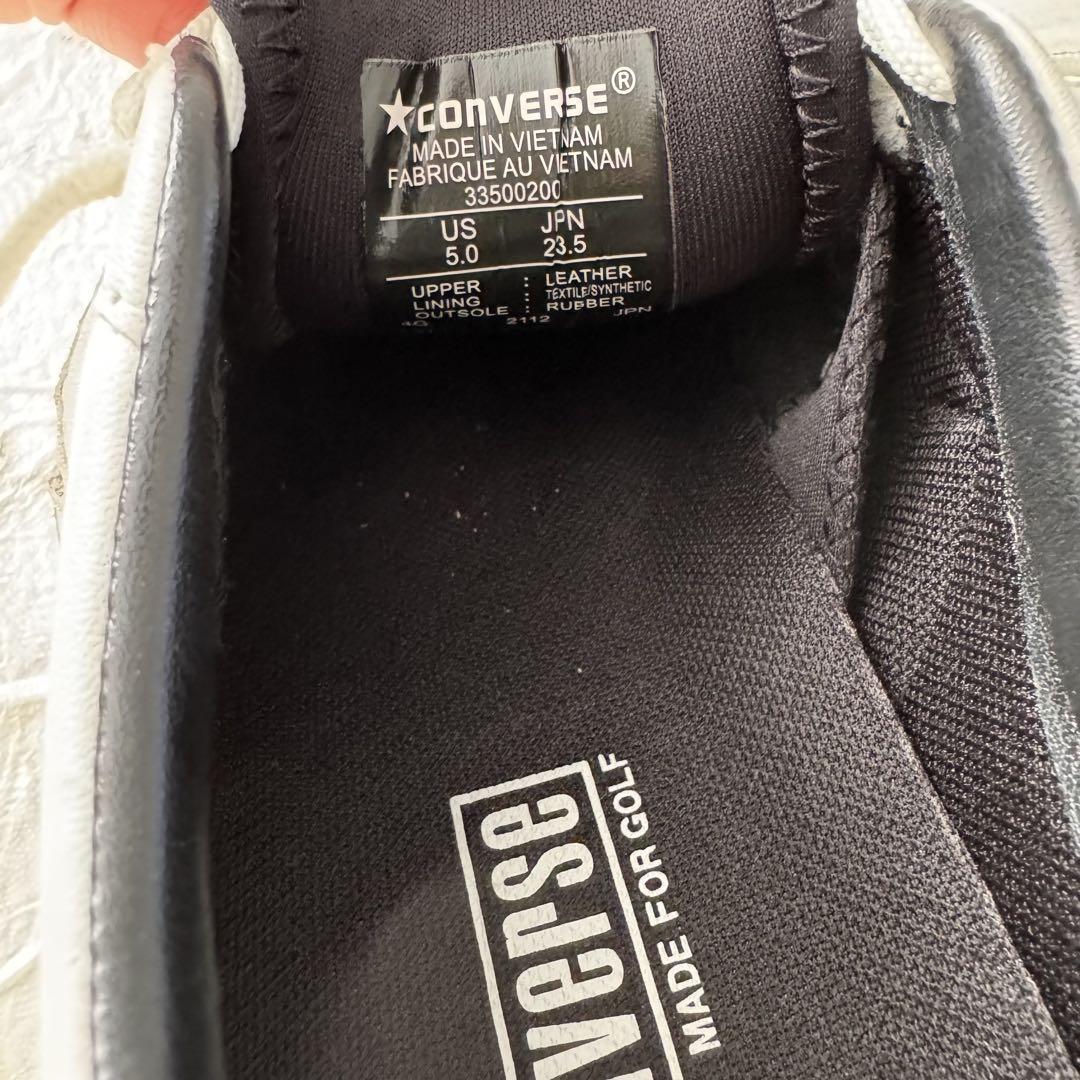 ★CONVERSE®
MADE IN VIETNAM
FABRIQUE AU VIETNAM
33500200
US JPN
5.0 23.5
UPPER : LEATHER
LINING : TEXTILE/SYNTHETIC
OUTSOLE : RUBBER
2112 JPN
verse
MADE FOR GOLF